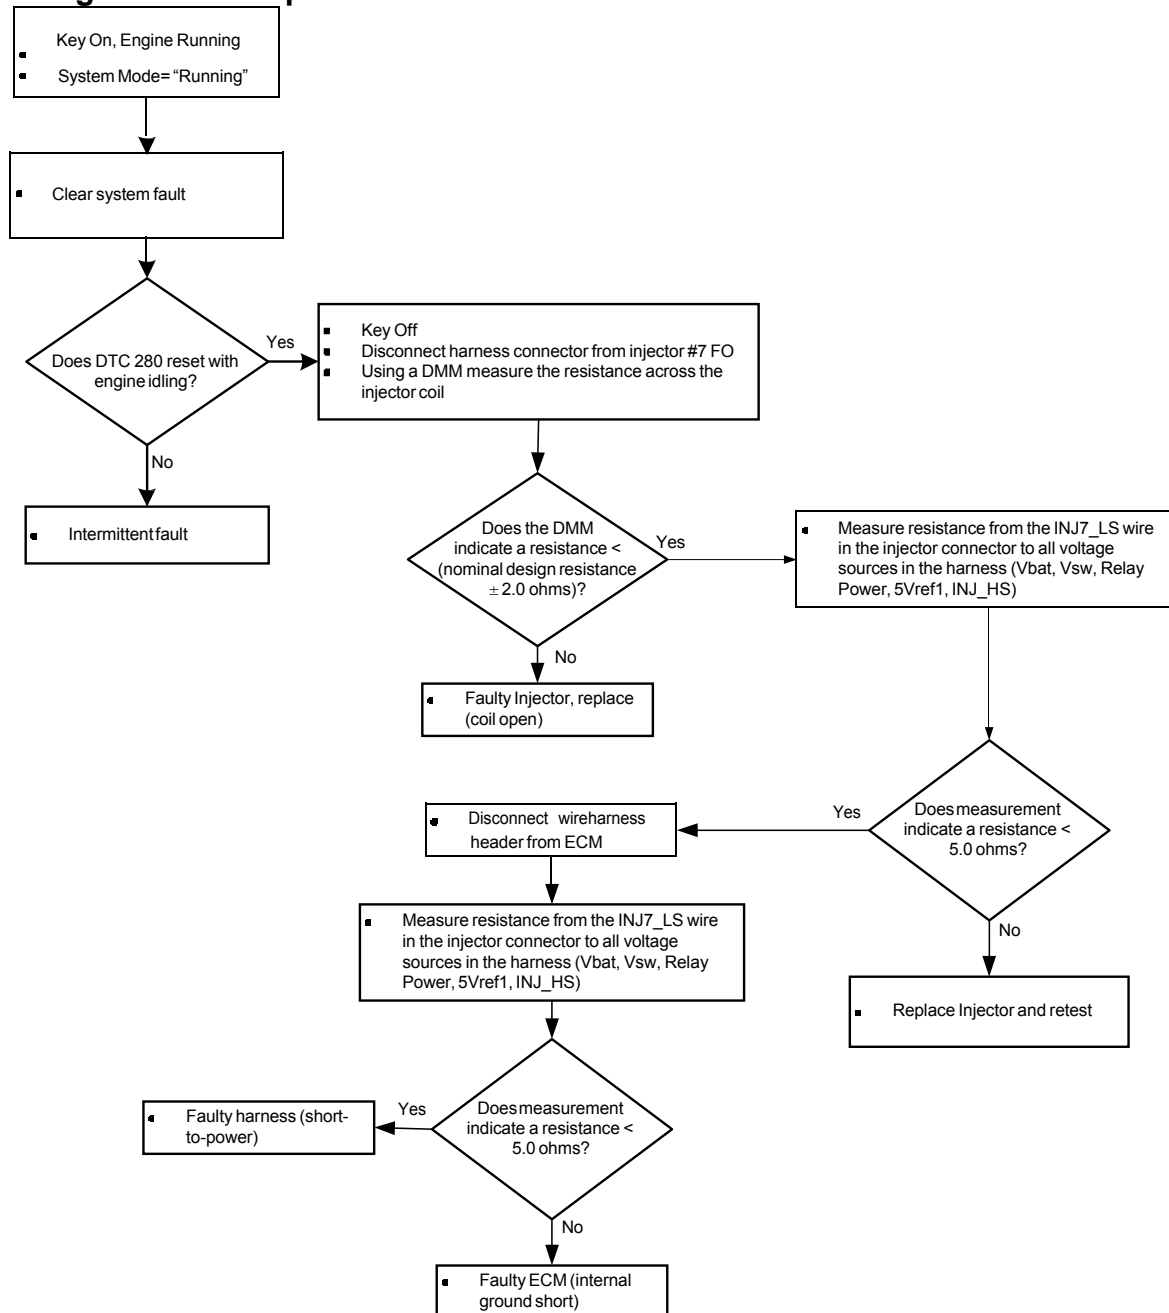 Key On, Engine Running
System Mode= “Running”
Clear system fault
Does DTC 280 reset with
engine idling?
Yes
No
Intermittent fault
Key Off
Disconnect harness connector from injector #7 FO
Using a DMM measure the resistance across the
injector coil
Does the DMM
indicate a resistance <
(nominal design resistance
± 2.0 ohms)?
Yes
No
Faulty Injector, replace
(coil open)
Measure resistance from the INJ7_LS wire
in the injector connector to all voltage
sources in the harness (Vbat, Vsw, Relay
Power, 5Vref1, INJ_HS)
Does measurement
indicate a resistance <
5.0 ohms?
Yes
No
Replace Injector and retest
Disconnect wireharness
header from ECM
Measure resistance from the INJ7_LS wire
in the injector connector to all voltage
sources in the harness (Vbat, Vsw, Relay
Power, 5Vref1, INJ_HS)
Does measurement
indicate a resistance <
5.0 ohms?
Yes
Faulty harness (short-
to-power)
No
Faulty ECM (internal
ground short)